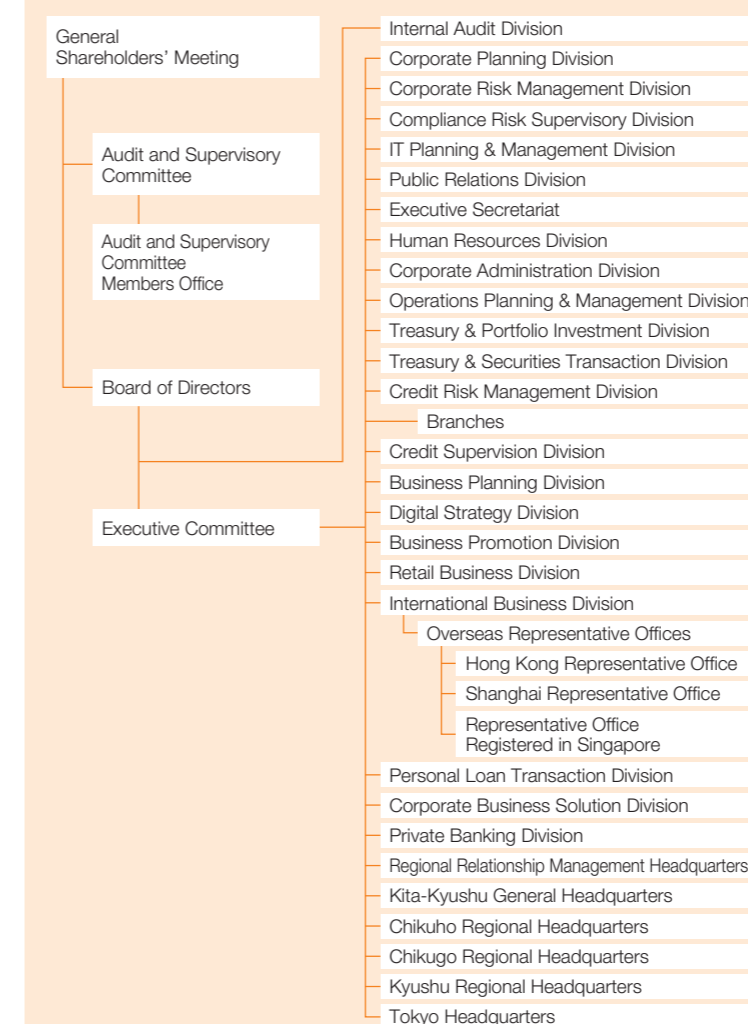 General
Shareholders' Meeting
Audit and Supervisory
Committee
Audit and Supervisory
Committee
Members Office
Board of Directors
Executive Committee
Internal Audit Division
Corporate Planning Division
Corporate Risk Management Division
Compliance Risk Supervisory Division
IT Planning & Management Division
Public Relations Division
Executive Secretariat
Human Resources Division
Corporate Administration Division
Operations Planning & Management Division
Treasury & Portfolio Investment Division
Treasury & Securities Transaction Division
Credit Risk Management Division
Branches
Credit Supervision Division
Business Planning Division
Digital Strategy Division
Business Promotion Division
Retail Business Division
International Business Division
Overseas Representative Offices
Hong Kong Representative Office
Shanghai Representative Office
Representative Office
Registered in Singapore
Personal Loan Transaction Division
Corporate Business Solution Division
Private Banking Division
Regional Relationship Management Headquarters
Kita-Kyushu General Headquarters
Chikuho Regional Headquarters
Chikugo Regional Headquarters
Kyushu Regional Headquarters
Tokyo Headquarters